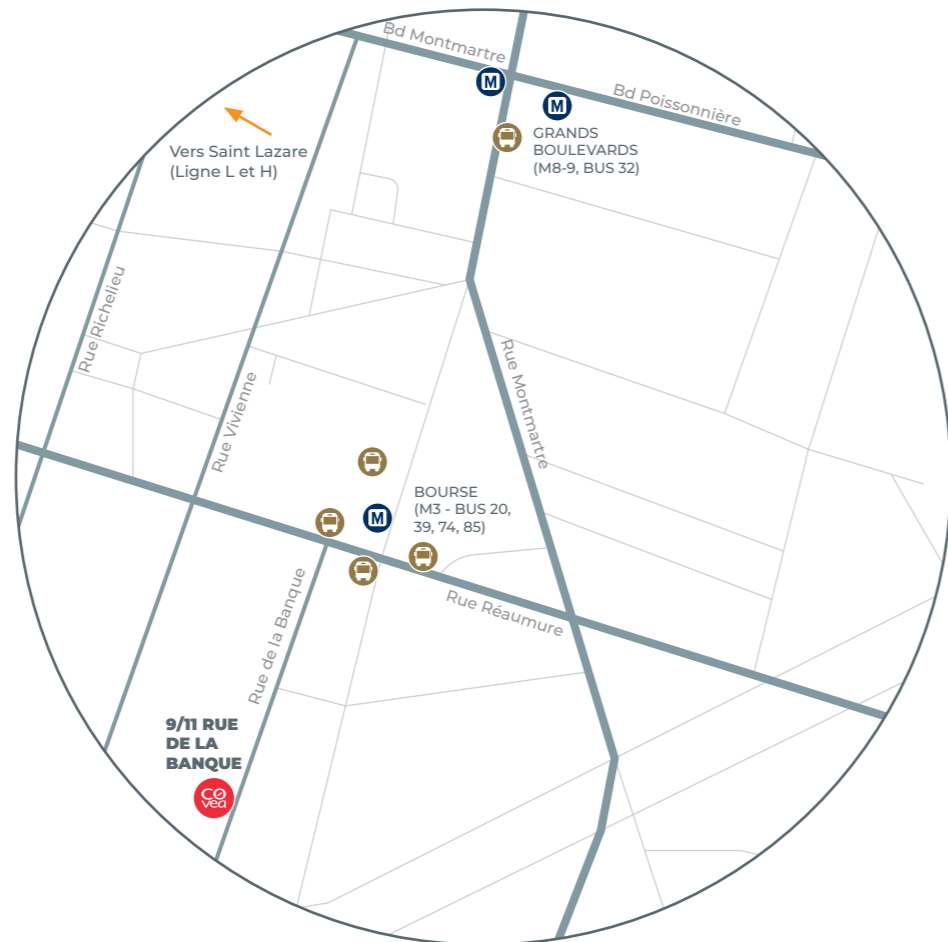 Bd Montmartre
M
M
Bd Poissonnière
GRANDS
BOULEVARDS
(M8-9, BUS 32)
Vers Saint Lazare
(Ligne L et H)
Rue Richelieu
Rue Vivienne
Rue Montmartre
BOURSE
(M3 - BUS 20,
39, 74, 85)
M
Rue Réaumure
Rue de la Banque
9/11 RUE
DE LA
BANQUE
co
vea